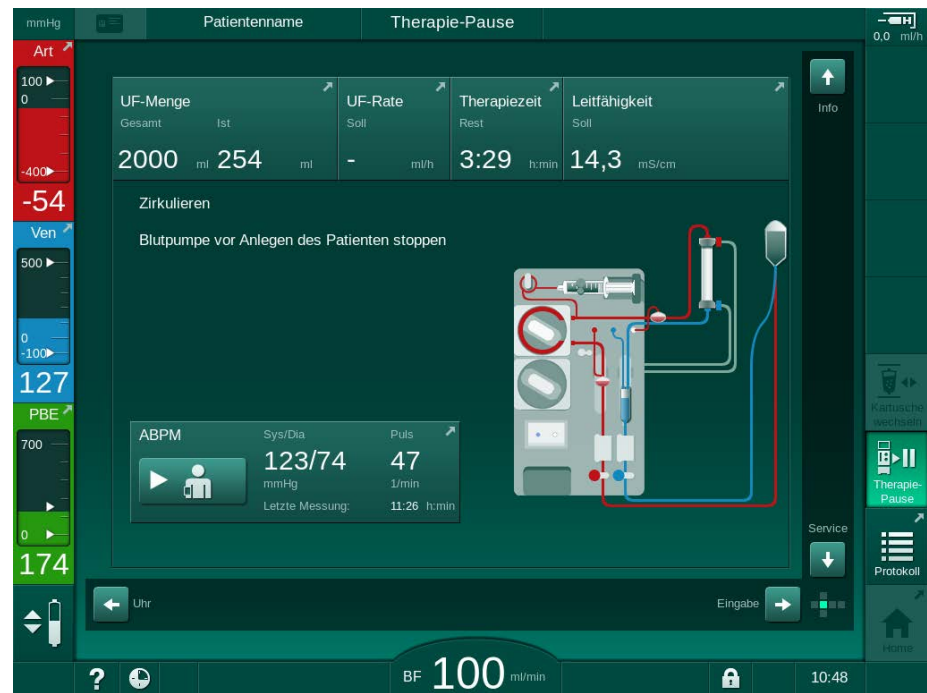 mmHg
Patientenname
Therapie-Pause
0,0 ml/h
Art
100
0
-400
-54
Ven
500
0
-100
127
PBE
700
0
174
UF-Menge
Gesamt Ist
2000 ml 254 ml
UF-Rate
Soll
- ml/h
Therapiezeit
Rest
3:29 h:min
Leitfähigkeit
Soll
14,3 mS/cm
Zirkulieren
Blutpumpe vor Anlegen des Patienten stoppen
ABPM
Sys/Dia Puls
123/74 47
mmHg 1/min
Letzte Messung: 11:26 h:min
Info
Service
Uhr
Eingabe
Kartusche
wechseln
Therapie-
Pause
Protokoll
Home
?
BF 100 ml/min
10:48